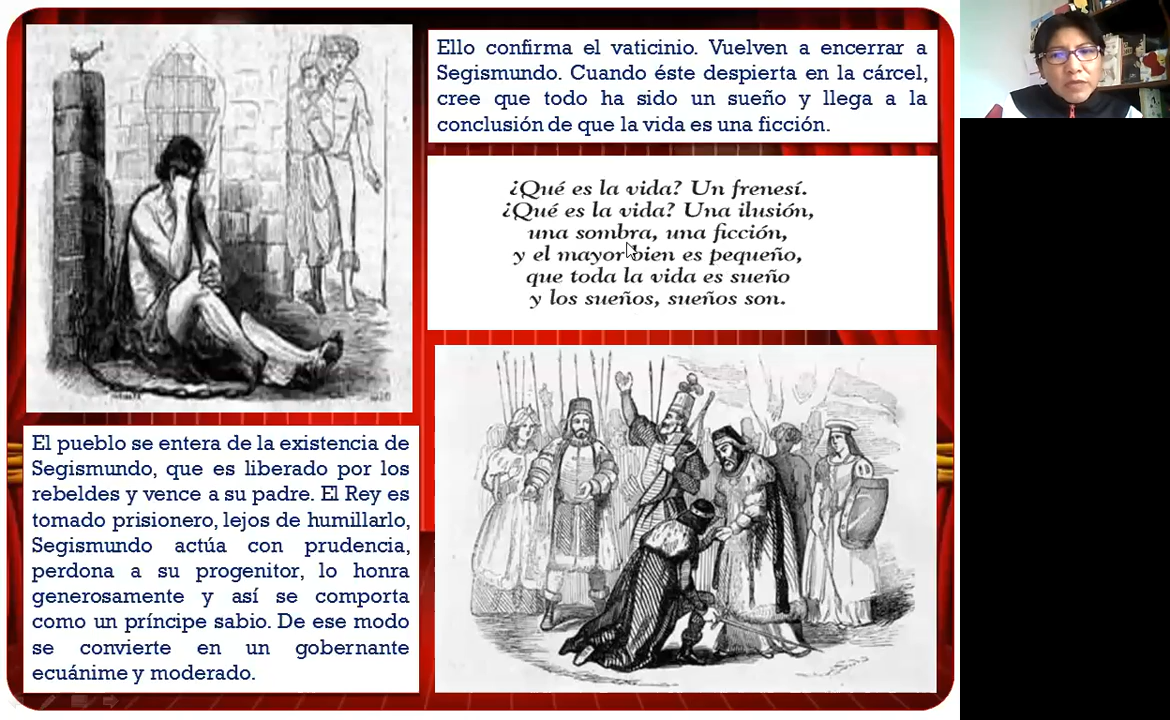 Ello confirma el vaticinio. Vuelven a encerrar a
Segismundo. Cuando éste despierta en la cárcel,
cree que todo ha sido un sueño y llega a la
conclusión de que la vida es una ficción.
¿Qué es la vida? Un frenesí.
¿Qué es la vida? Una ilusión,
una sombra, una ficción,
y el mayor bien es pequeño,
que toda la vida es sueño
y los sueños, sueños son.
El pueblo se entera de la existencia de
Segismundo, que es liberado por los
rebeldes y vence a su padre. El Rey es
tomado prisionero, lejos de humillarlo,
Segismundo actúa con prudencia,
perdona a su progenitor, lo honra
generosamente y así se comporta
como un príncipe sabio. De ese modo
se convierte en un gobernante
ecuánime y moderado.